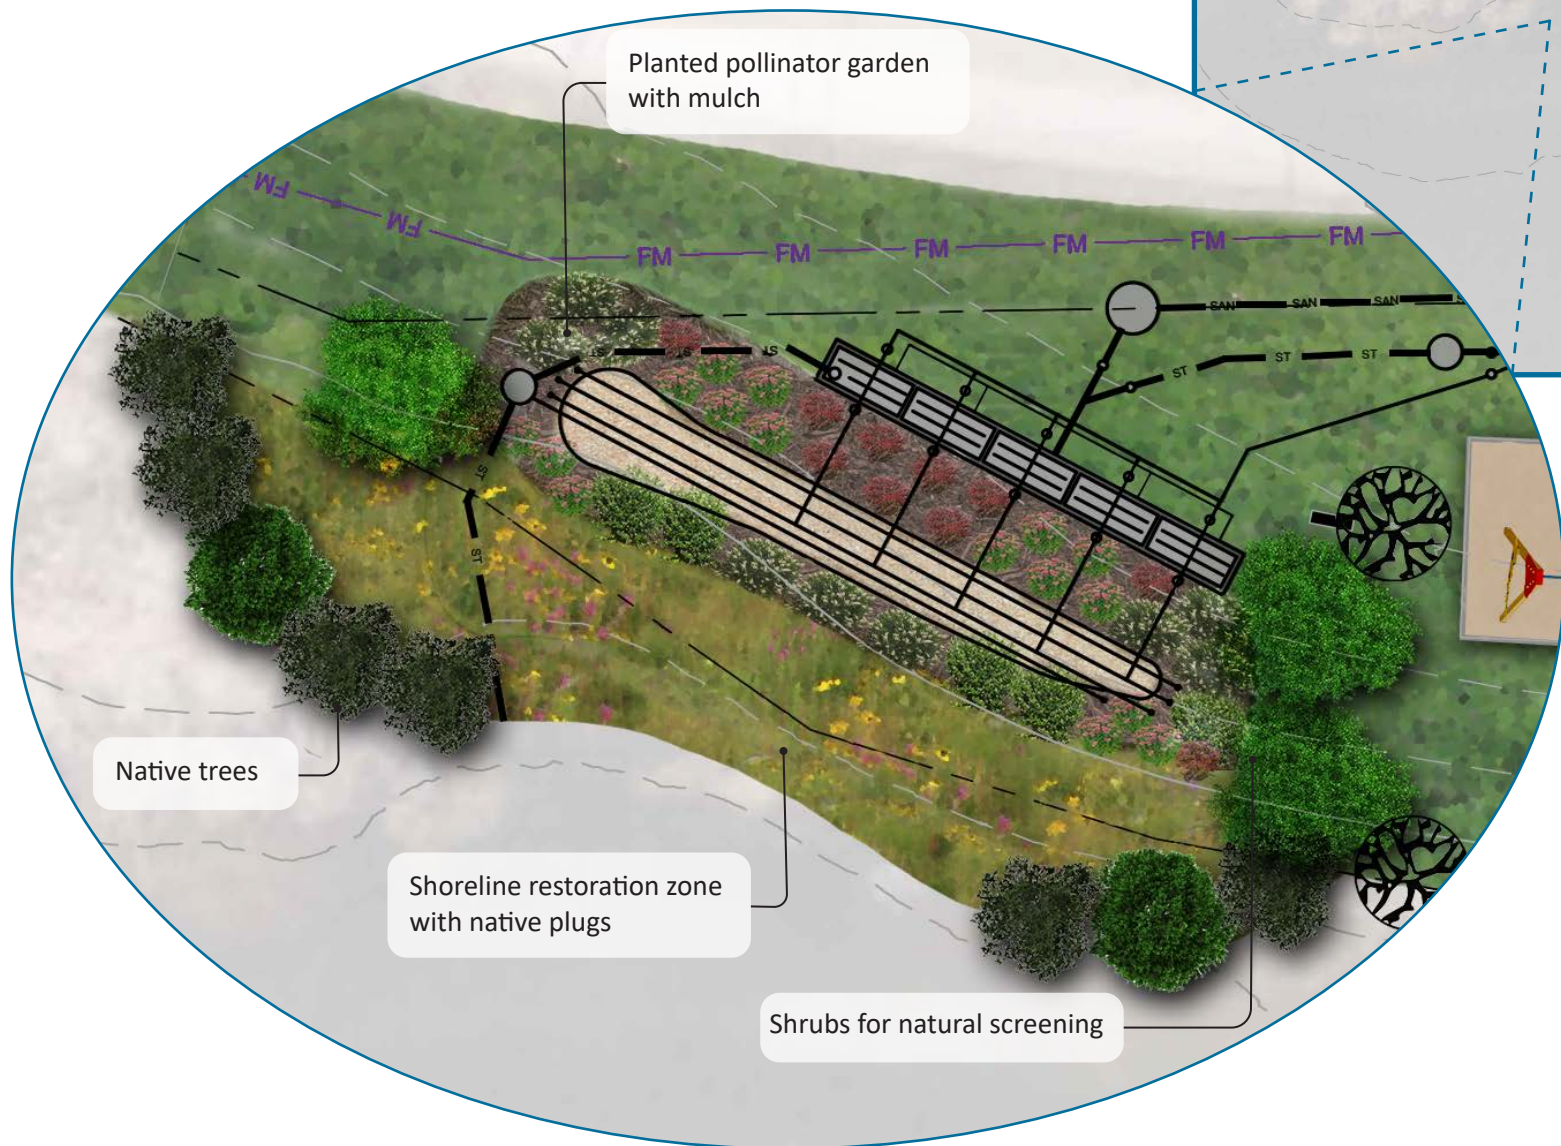 Planted pollinator garden
with mulch
FM FM FM FM FM FM FM FM
SAN SAN SAN S
ST ST ST
ST ST ST
ST
ST
Native trees
Shoreline restoration zone
with native plugs
Shrubs for natural screening